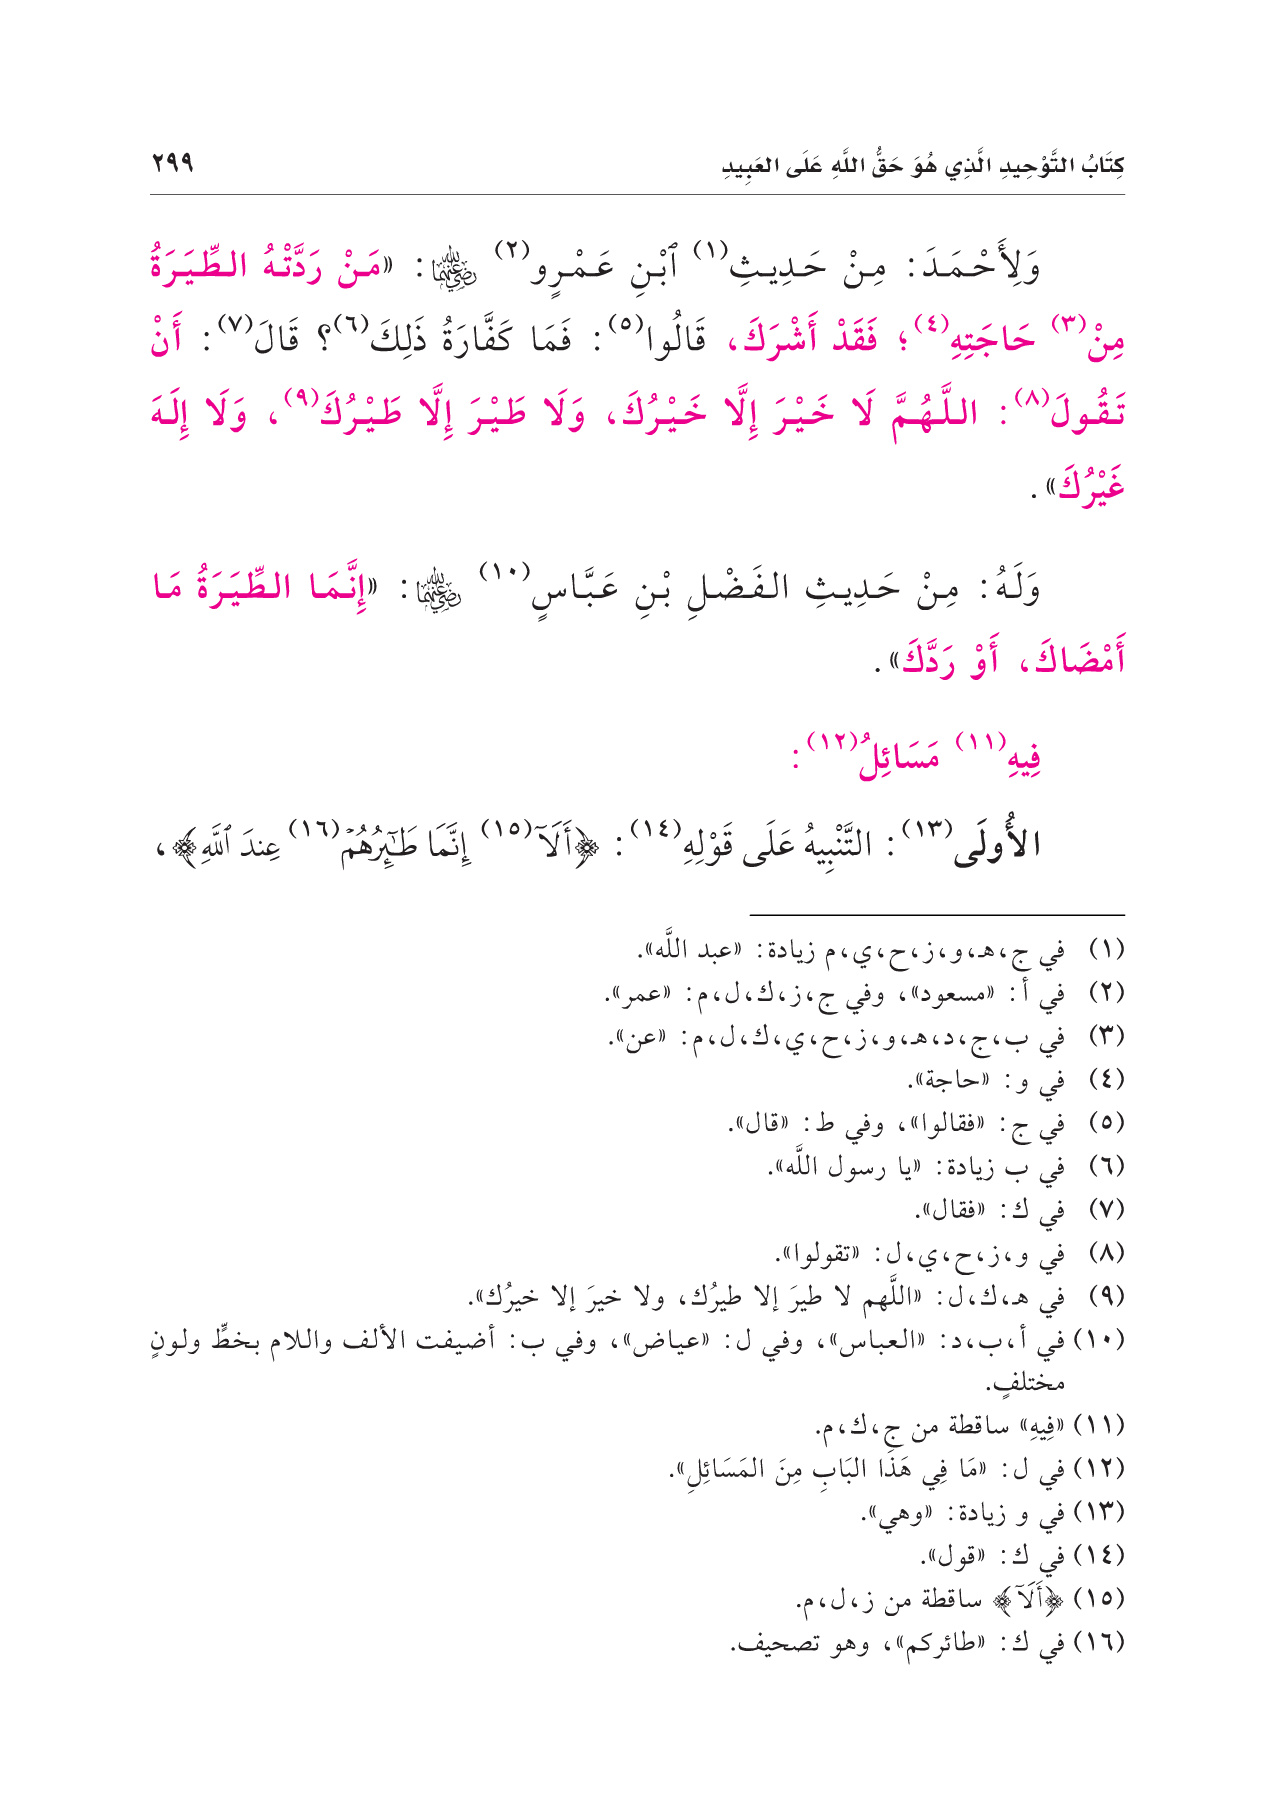 كِتَابُ التَّوْحِيدِ الَّذِي هُوَ حَقُّ اللَّهِ عَلَى العَبِيدِ ٢٩٩
وَلِأَحْمَدَ: مِنْ حَدِيثِ(١) ٱبْنِ عَمْرٍو(٢) رضي الله عنهما: «مَنْ رَدَّتْهُ الطِّيَرَةُ
مِنْ(٣) حَاجَتِهِ(٤)؛ فَقَدْ أَشْرَكَ، قَالُوا(٥): فَمَا كَفَّارَةُ ذَلِكَ(٦)؟ قَالَ(٧): أَنْ
تَقُولَ(٨): اللَّهُمَّ لَا خَيْرَ إِلَّا خَيْرُكَ، وَلَا طَيْرَ إِلَّا طَيْرُكَ(٩)، وَلَا إِلَهَ
غَيْرُكَ».
وَلَهُ: مِنْ حَدِيثِ الفَضْلِ بْنِ عَبَّاسٍ(١٠) رضي الله عنهما: «إِنَّمَا الطِّيَرَةُ مَا
أَمْضَاكَ، أَوْ رَدَّكَ».
فِيهِ(١١) مَسَائِلُ(١٢):
الأُولَى(١٣): التَّنْبِيهُ عَلَى قَوْلِهِ(١٤): ﴿أَلَآ(١٥) إِنَّمَا طَٰٓئِرُهُمْ(١٦) عِندَ ٱللَّهِ﴾،
(١) في ج،هـ،و،ز،ح،ي،م زيادة: «عبد اللَّه».
(٢) في أ: «مسعود»، وفي ج،ز،ك،ل،م: «عمر».
(٣) في ب،ج،د،هـ،و،ز،ح،ي،ك،ل،م: «عن».
(٤) في و: «حاجة».
(٥) في ج: «فقالوا»، وفي ط: «قال».
(٦) في ب زيادة: «يا رسول اللَّه».
(٧) في ك: «فقال».
(٨) في و،ز،ح،ي،ل: «تقولوا».
(٩) في هـ،ك،ل: «اللَّهم لا طيرَ إلا طيرُك، ولا خيرَ إلا خيرُك».
(١٠) في أ،ب،د: «العباس»، وفي ل: «عياض»، وفي ب: أضيفت الألف واللام بخطٍّ ولونٍ
مختلفٍ.
(١١) «فِيهِ» ساقطة من ج،ك،م.
(١٢) في ل: «مَا فِي هَذَا البَابِ مِنَ المَسَائِلِ».
(١٣) في و زيادة: «وهي».
(١٤) في ك: «قول».
(١٥) ﴿أَلَآ﴾ ساقطة من ز،ل،م.
(١٦) في ك: «طائركم»، وهو تصحيف.